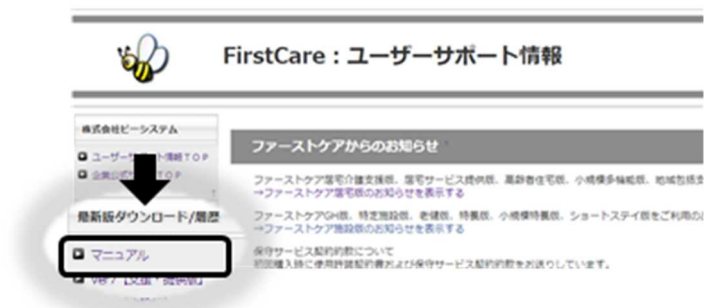 FirstCare：ユーザーサポート情報
株式会社ビーシステム
ユーザーサポート情報TOP
最新版ダウンロード/履歴
マニュアル
Ver7【支援・提供版】
ファーストケアからのお知らせ
ファーストケア居宅介護支援版、居宅サービス提供版、高齢者住宅版、小規模多機能版、地域包括支
→ファーストケア居宅版のお知らせを表示する
ファーストケアGH版、特定施設版、老健版、特養版、小規模特養版、ショートステイ版をご利用の
→ファーストケア施設版のお知らせを表示する
保守サービス契約約款について
初回購入時に使用許諾契約書および保守サービス契約約款をお送りしています。